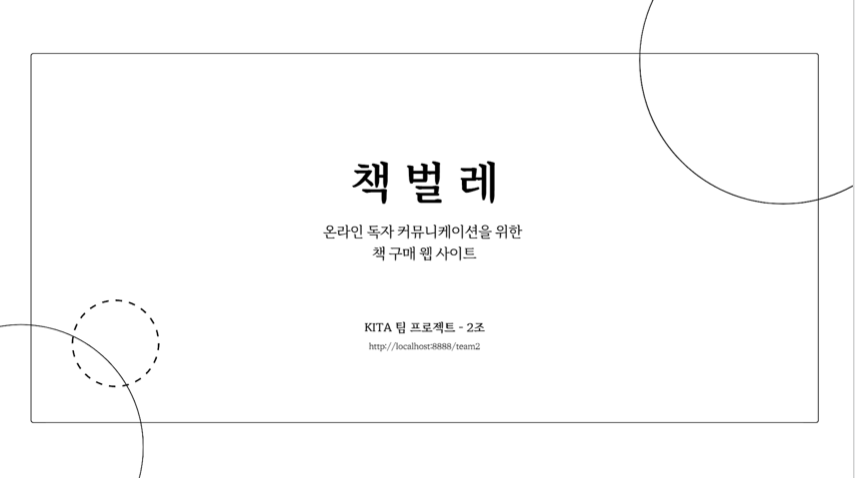 책 벌 레
온라인 독자 커뮤니케이션을 위한
책 구매 웹 사이트
KITA 팀 프로젝트 - 2조
http://localhost:8888/team2